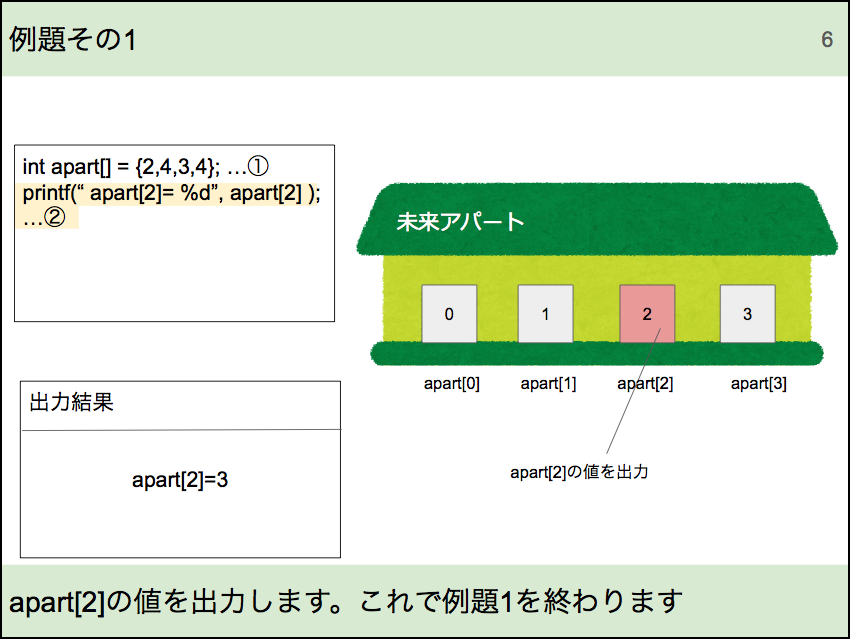 例題その1
6
int apart[] = {2,4,3,4}; …①
printf(“ apart[2]= %d”, apart[2] );
…②
未来アパート
0 1 2 3
apart[0] apart[1] apart[2] apart[3]
apart[2]の値を出力
出力結果
apart[2]=3
apart[2]の値を出力します。これで例題1を終わります